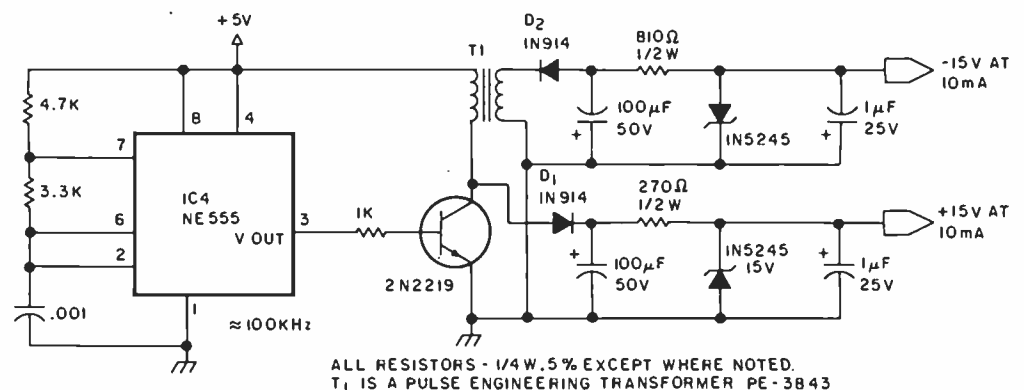 +5V
T1
D2
1N914
810Ω
1/2W
-15V AT
10mA
4.7K
8
4
100µF
50V
+
1N5245
1µF
25V
+
7
3.3K
IC4
NE555
6
V OUT
3
1K
D1
1N914
270Ω
1/2W
+15V AT
10mA
2
2N2219
+
100µF
50V
1N5245
15V
+
1µF
25V
.001
1
≈100KHz
ALL RESISTORS - 1/4W, 5% EXCEPT WHERE NOTED.
T1 IS A PULSE ENGINEERING TRANSFORMER PE-3843